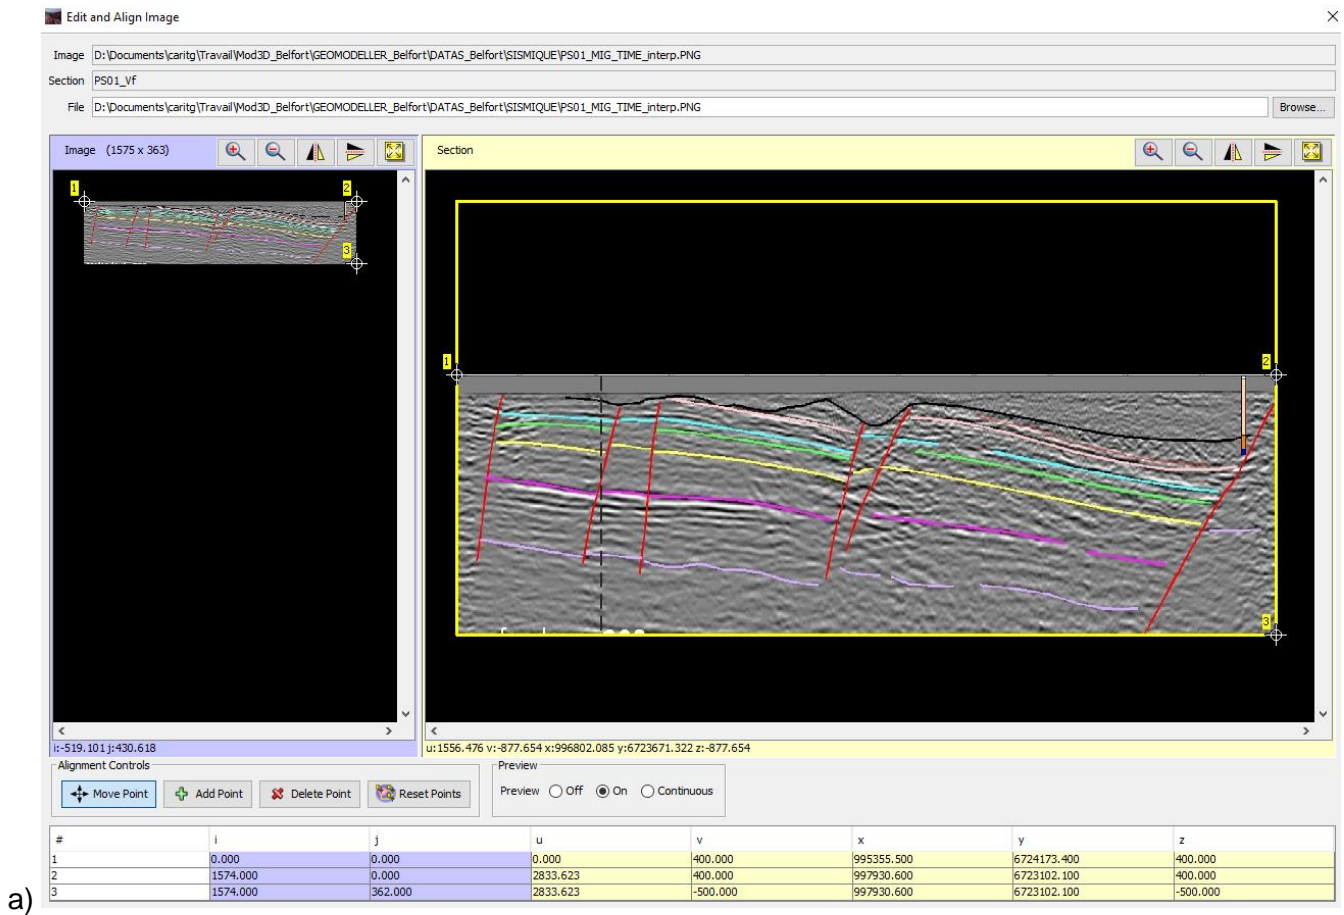 Edit and Align Image
Image D:\Documents\caritg\Travail\Mod3D_Belfort\GEOMODELLER_Belfort\DATAS_Belfort\SISMIQUE\PS01_MIG_TIME_interp.PNG
Section PS01_Vf
File D:\Documents\caritg\Travail\Mod3D_Belfort\GEOMODELLER_Belfort\DATAS_Belfort\SISMIQUE\PS01_MIG_TIME_interp.PNG Browse...
Image (1575 x 363) Section
1 2
3
1 2
3
i:-519.101 j:430.618 u:1556.476 v:-877.654 x:996802.085 y:6723671.322 z:-877.654
Alignment Controls Preview
Move Point Add Point Delete Point Reset Points Preview Off On Continuous
# i j u v x y z
1 0.000 0.000 0.000 400.000 995355.500 6724173.400 400.000
2 1574.000 0.000 2833.623 400.000 997930.600 6723102.100 400.000
3 1574.000 362.000 2833.623 -500.000 997930.600 6723102.100 -500.000
a)